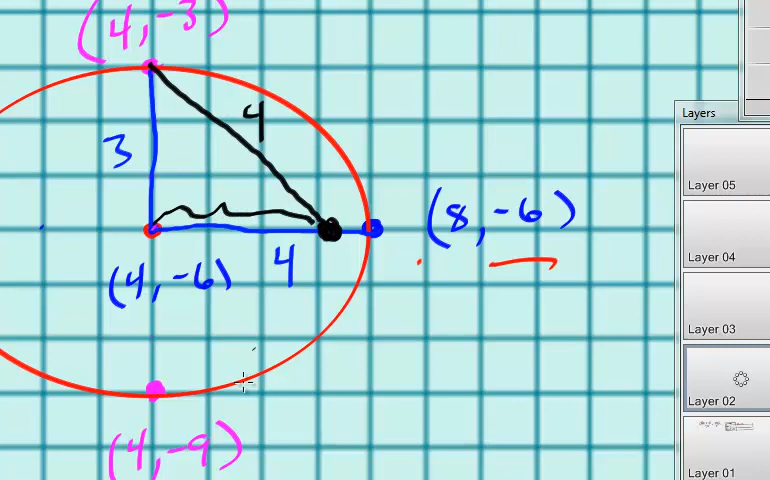 (4, -3)
4
3
(8, -6)
(4, -6)
4
(4, -9)
Layers
Layer 05
Layer 04
Layer 03
Layer 02
Layer 01